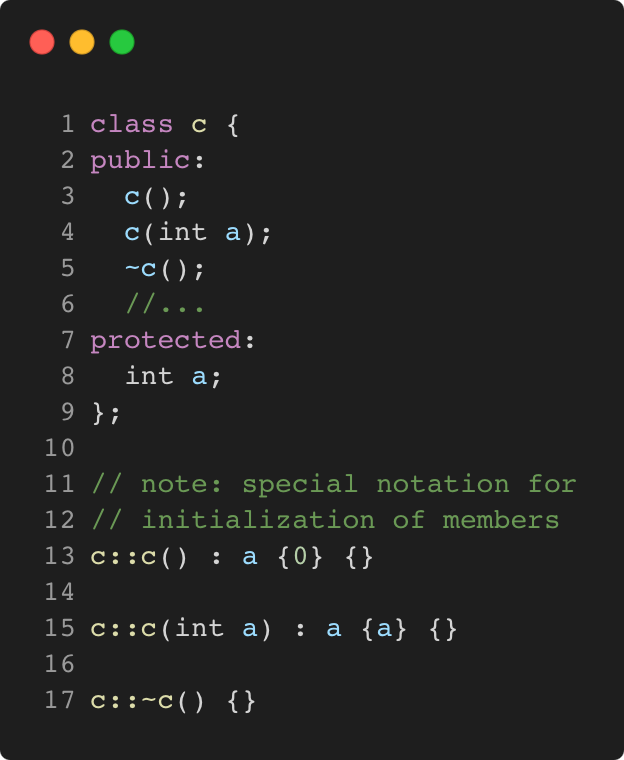 1 class c {
2 public:
3   c();
4   c(int a);
5   ~c();
6   //...
7 protected:
8   int a;
9 };
10
11 // note: special notation for
12 // initialization of members
13 c::c() : a {0} {}
14
15 c::c(int a) : a {a} {}
16
17 c::~c() {}